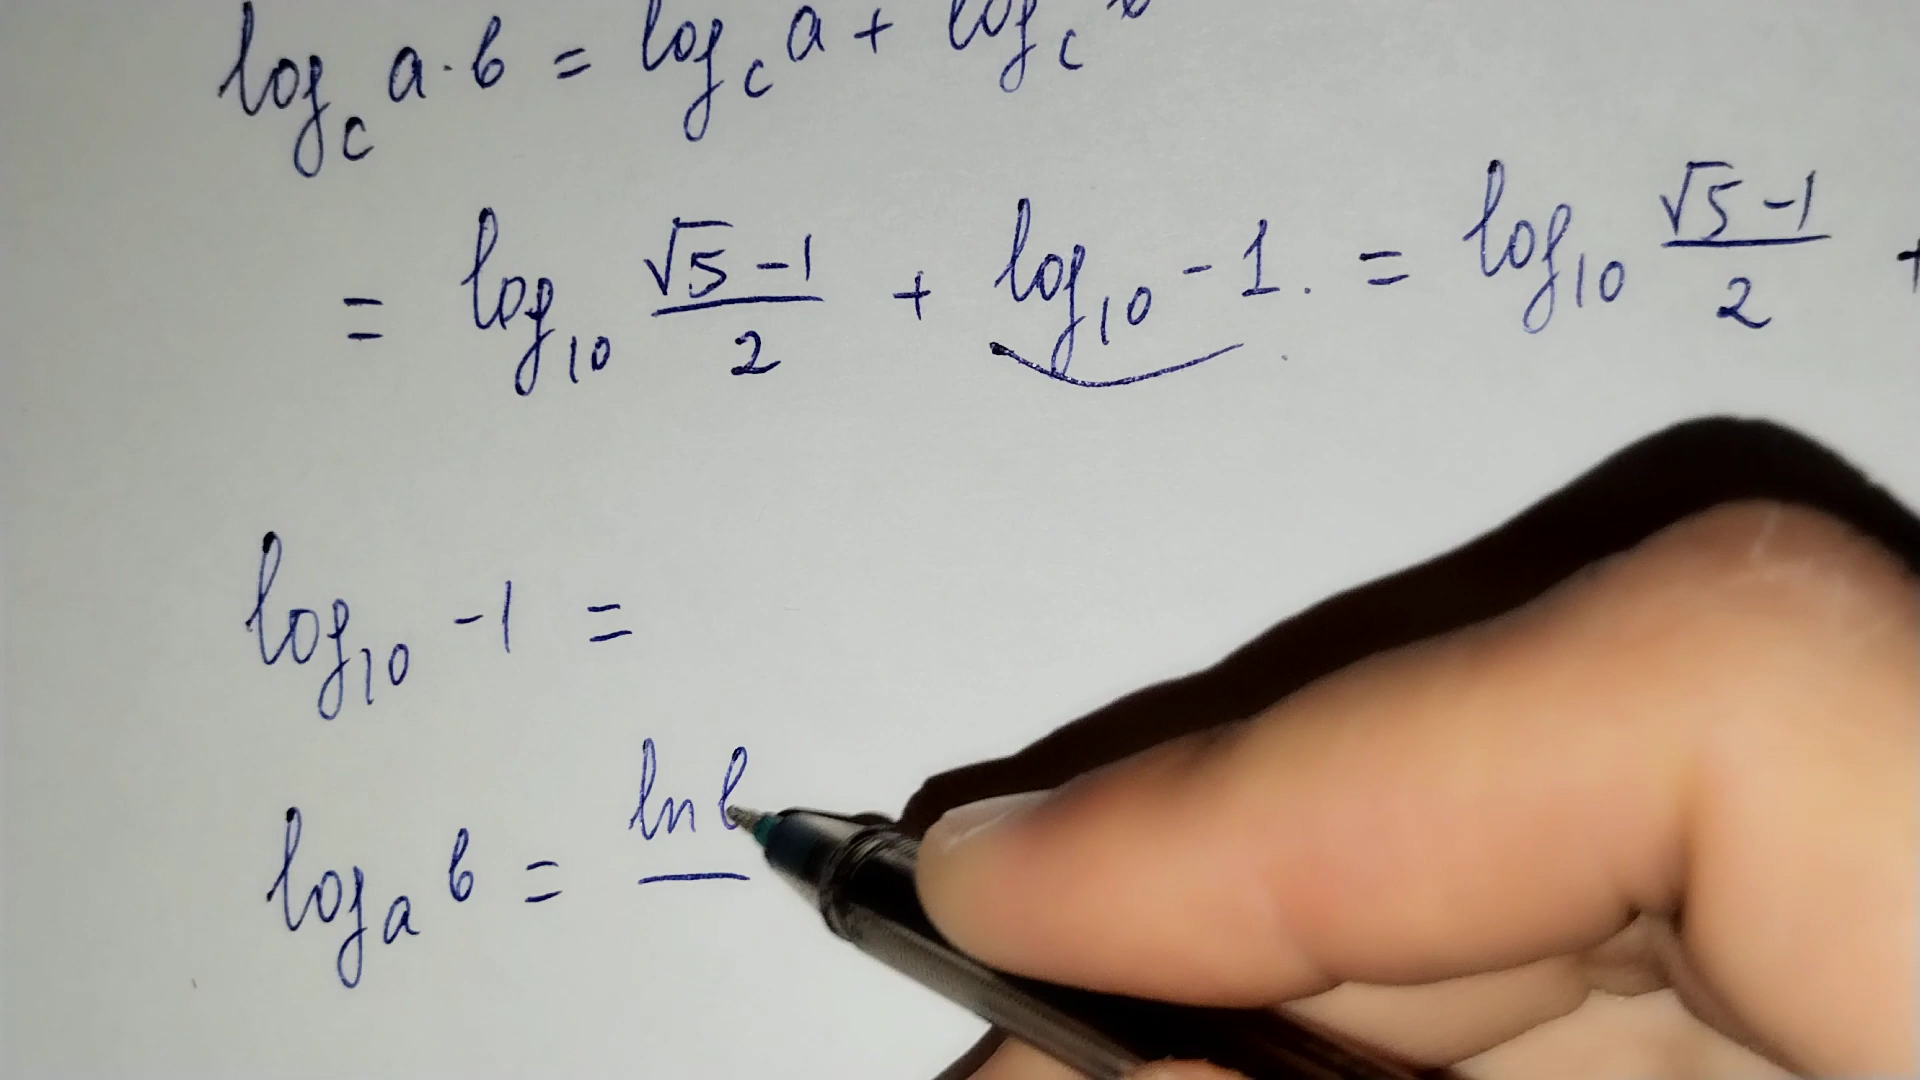 log_c a·b = log_c a + log_c
= log_10 (√5 -1)/2 + log_10 -1. = log_10 (√5 -1)/2 +
log_10 -1 =
log_a b = ln b